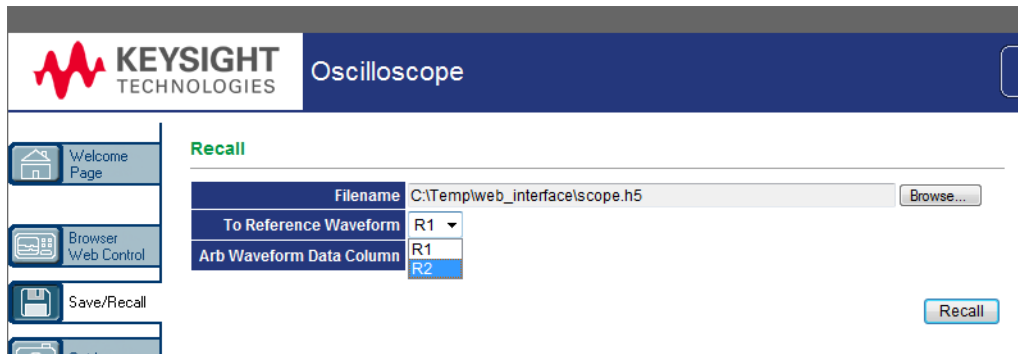 KEYSIGHT
TECHNOLOGIES
Oscilloscope
Welcome
Page
Browser
Web Control
Save/Recall
Recall
Filename C:\Temp\web_interface\scope.h5 Browse...
To Reference Waveform R1
R1
Arb Waveform Data Column
R2
Recall